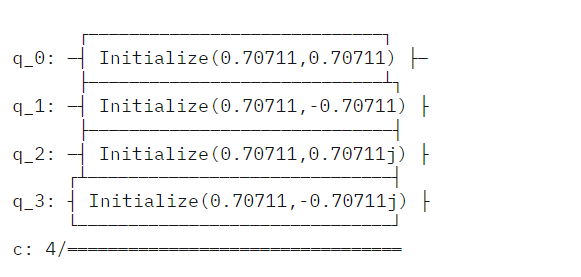 q_0: ┤ Initialize(0.70711,0.70711) ├
q_1: ┤ Initialize(0.70711,-0.70711) ├
q_2: ┤ Initialize(0.70711,0.70711j) ├
q_3: ┤ Initialize(0.70711,-0.70711j) ├
c: 4/═════════════════════════════════